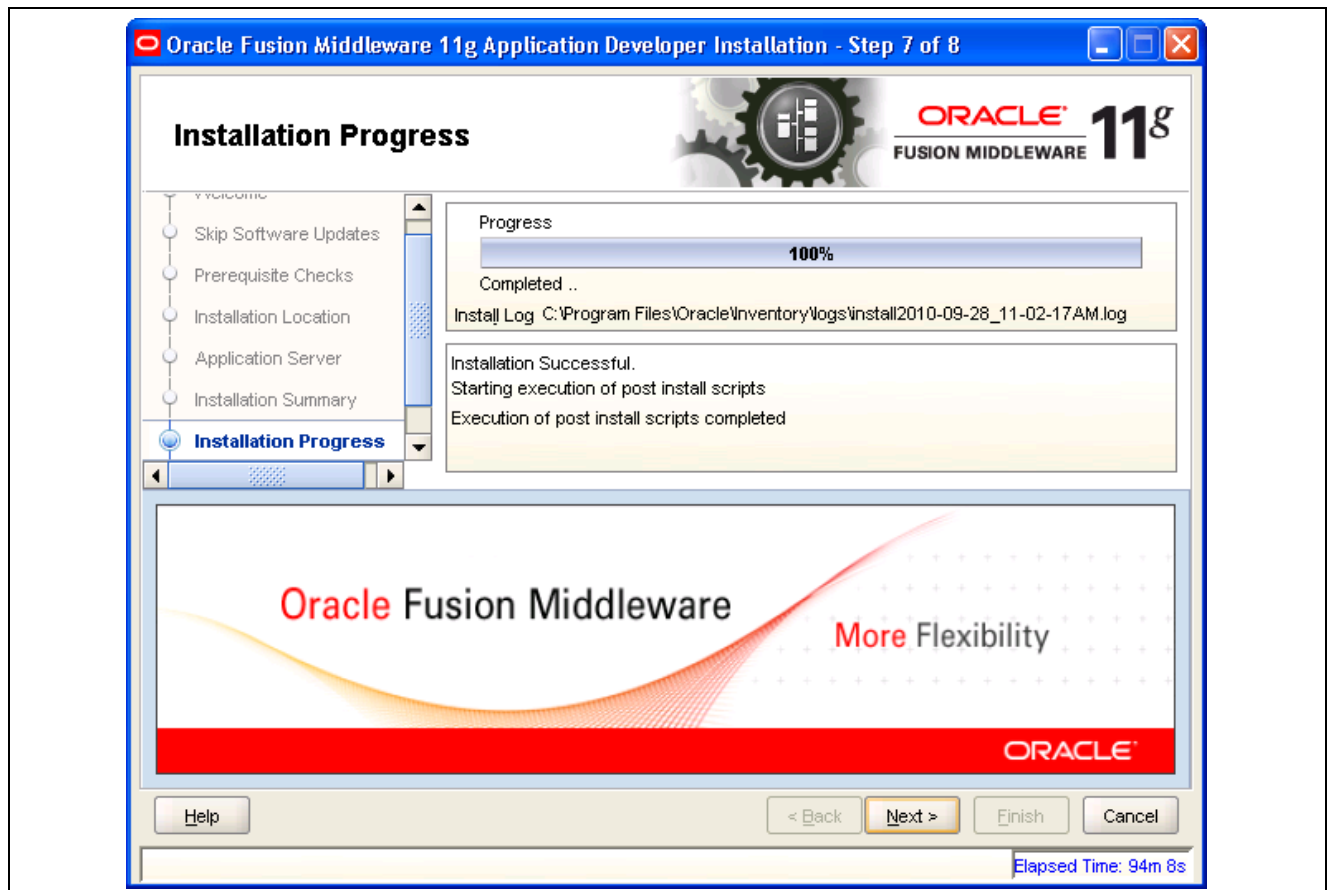 Oracle Fusion Middleware 11g Application Developer Installation - Step 7 of 8
Installation Progress
ORACLE
FUSION MIDDLEWARE
11g
Welcome
Skip Software Updates
Prerequisite Checks
Installation Location
Application Server
Installation Summary
Installation Progress
Progress
100%
Completed ..
Install Log C:\Program Files\Oracle\Inventory\logs\install2010-09-28_11-02-17AM.log
Installation Successful.
Starting execution of post install scripts
Execution of post install scripts completed
Oracle Fusion Middleware
More Flexibility
ORACLE
Help
< Back
Next >
Finish
Cancel
Elapsed Time: 94m 8s